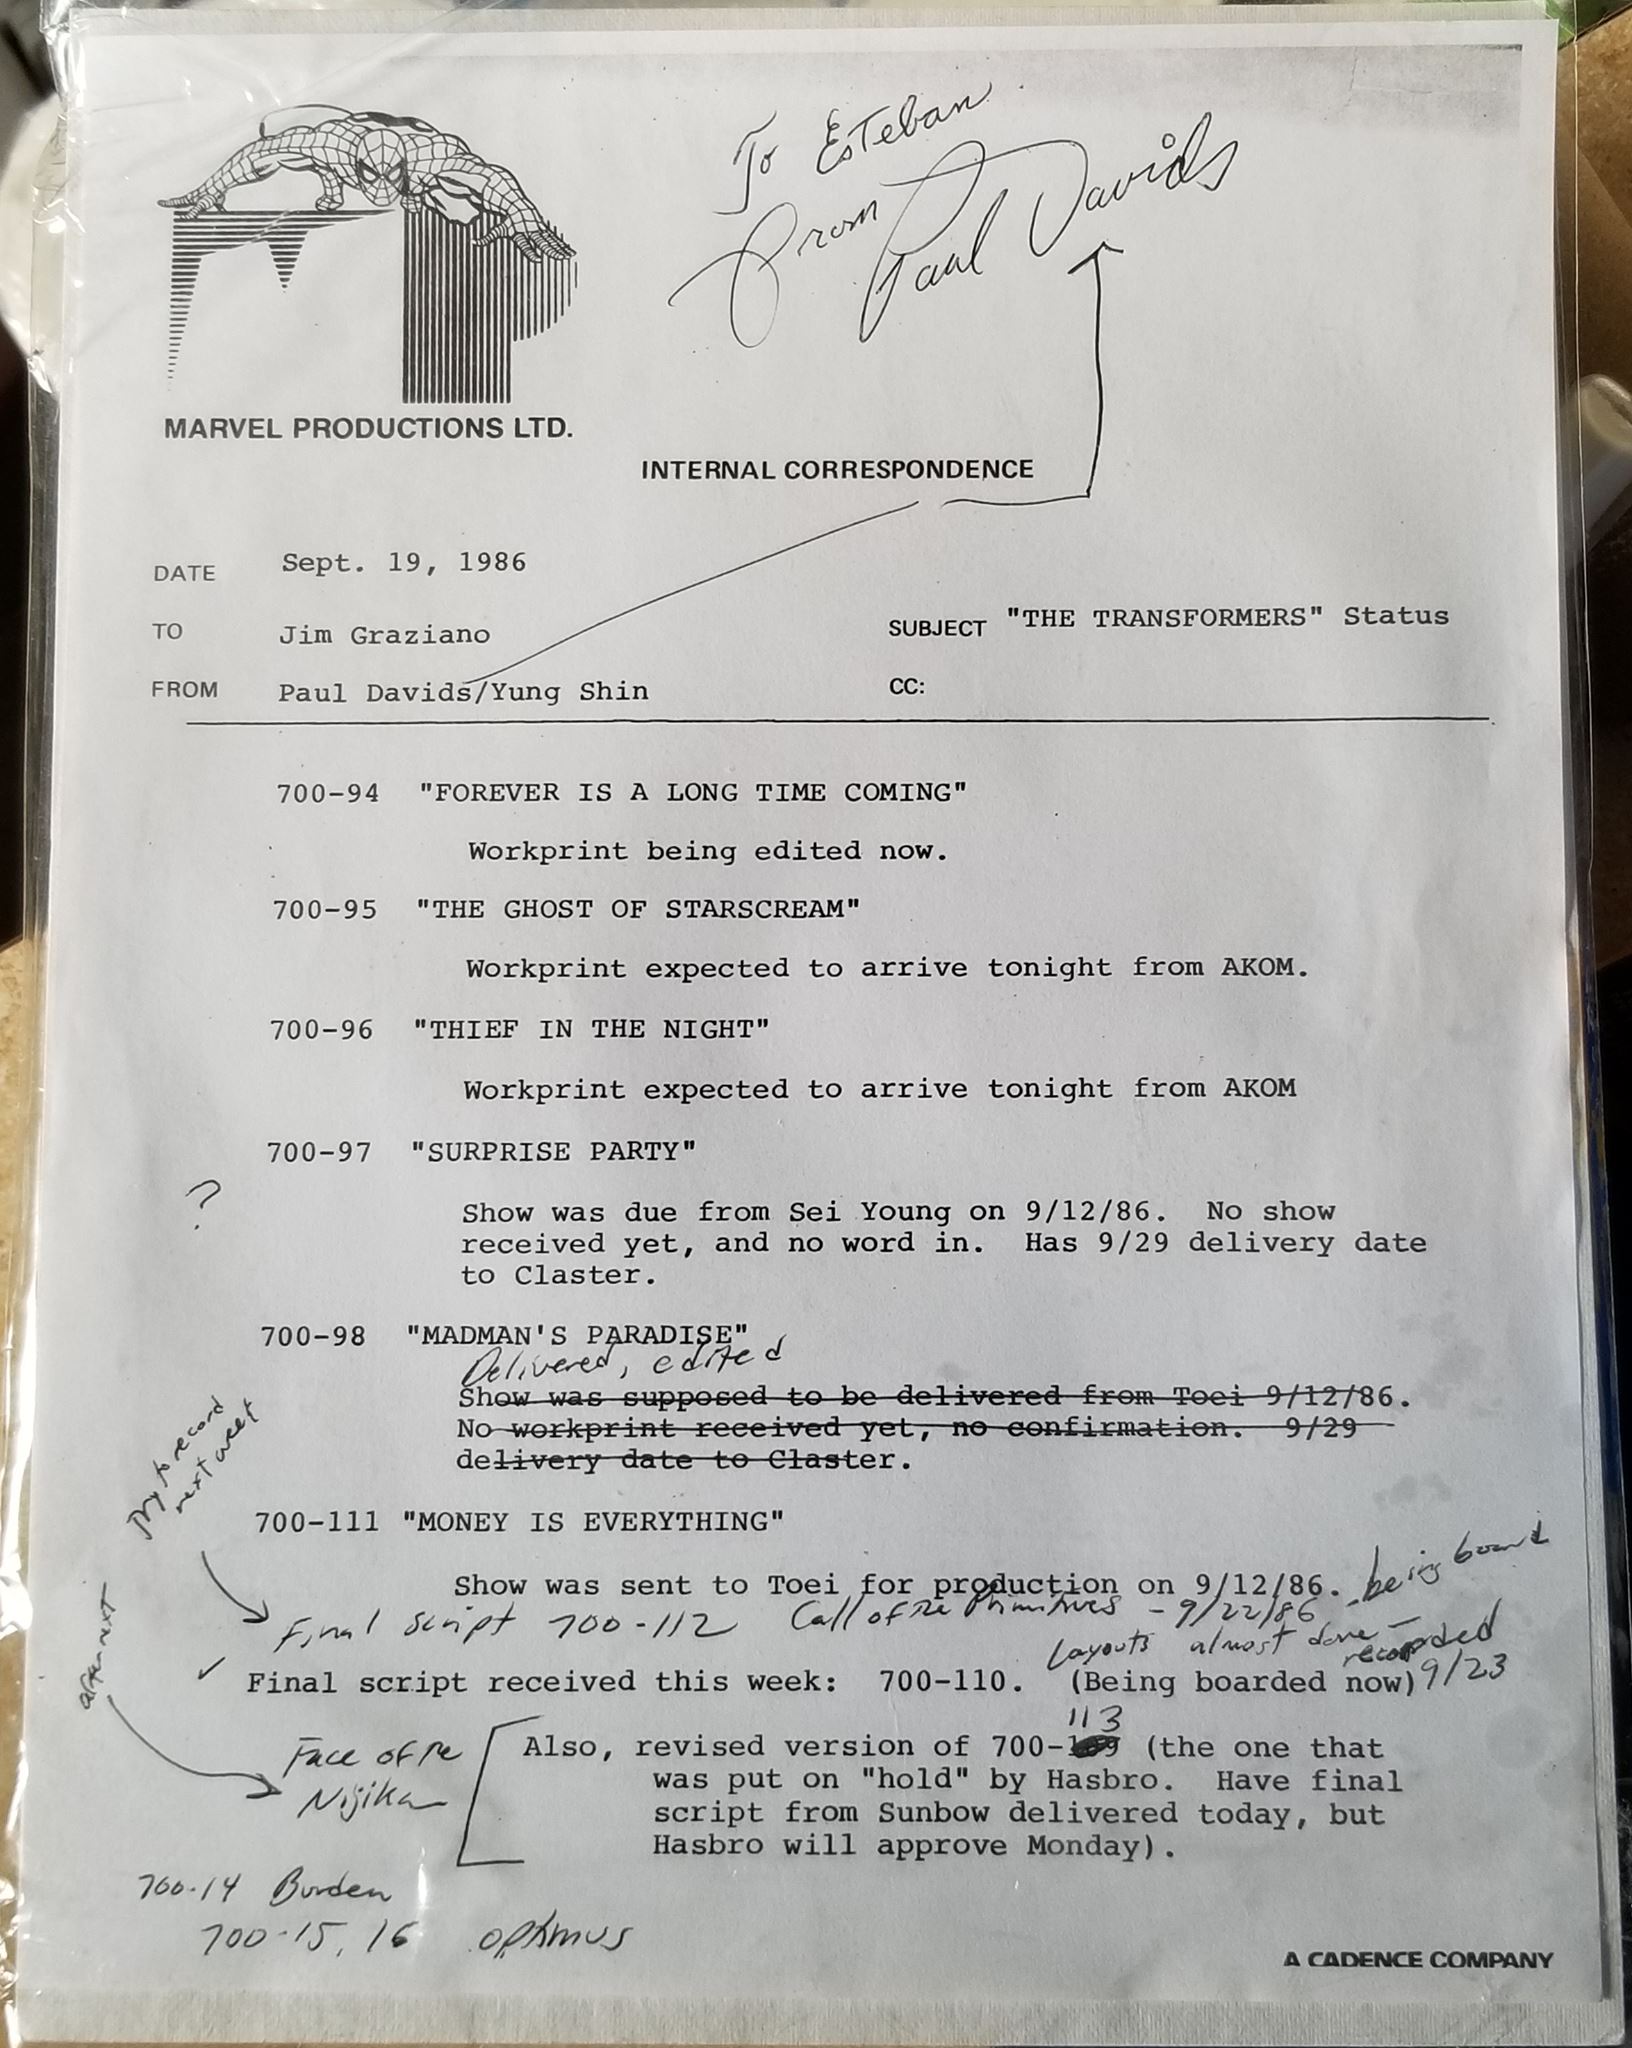 To Esteban
From Paul Davids
MARVEL PRODUCTIONS LTD.
INTERNAL CORRESPONDENCE
DATE Sept. 19, 1986
TO Jim Graziano
SUBJECT "THE TRANSFORMERS" Status
FROM Paul Davids/Yung Shin
CC:
700-94 "FOREVER IS A LONG TIME COMING"
Workprint being edited now.
700-95 "THE GHOST OF STARSCREAM"
Workprint expected to arrive tonight from AKOM.
700-96 "THIEF IN THE NIGHT"
Workprint expected to arrive tonight from AKOM
700-97 "SURPRISE PARTY"
?
Show was due from Sei Young on 9/12/86. No show
received yet, and no word in. Has 9/29 delivery date
to Claster.
700-98 "MADMAN'S PARADISE"
Delivered, edited
Show was supposed to be delivered from Toei 9/12/86.
No workprint received yet, no confirmation. 9/29
delivery date to Claster.
Try to record
next week
700-111 "MONEY IS EVERYTHING"
Show was sent to Toei for production on 9/12/86.
being board
Final script 700-112 Call of the Primitives - 9/22/86
Layouts almost done -
recorded
after next
✓ Final script received this week: 700-110. (Being boarded now) 9/23
113
Face of the
Nijika
Also, revised version of 700-109 (the one that
was put on "hold" by Hasbro. Have final
script from Sunbow delivered today, but
Hasbro will approve Monday).
700-14 Burden
700-15, 16 Optimus
A CADENCE COMPANY